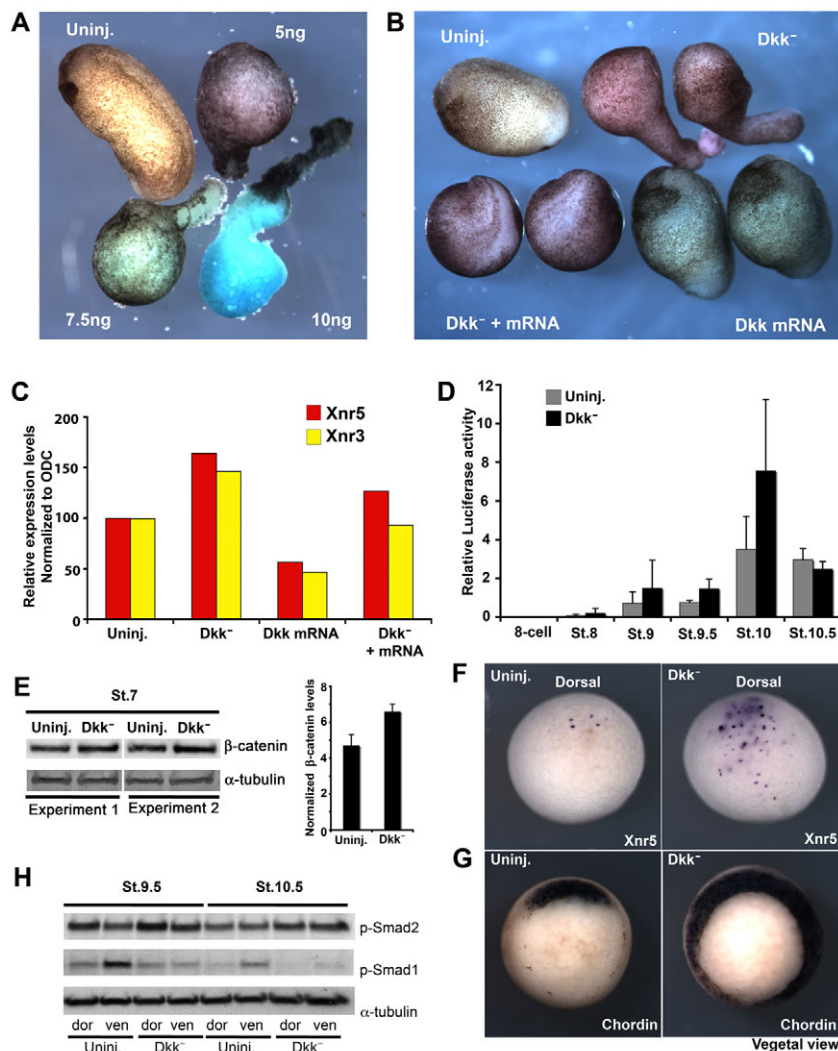 A
Uninj.
5ng
7.5ng
10ng
B
Uninj.
Dkk⁻
Dkk⁻ + mRNA
Dkk mRNA
C
Relative expression levels
Normalized to ODC
200
150
100
50
0
Xnr5
Xnr3
Uninj.
Dkk⁻
Dkk mRNA
Dkk⁻
+ mRNA
D
Relative Luciferase activity
12
10
8
6
4
2
0
Uninj.
Dkk⁻
8-cell
St.8
St.9
St.9.5
St.10
St.10.5
E
St.7
Uninj. Dkk⁻ Uninj. Dkk⁻
β-catenin
α-tubulin
Experiment 1 Experiment 2
Normalized β-catenin levels
8
6
4
2
0
Uninj.
Dkk⁻
F
Uninj.
Dorsal
Xnr5
Dkk⁻
Dorsal
Xnr5
G
Uninj.
Chordin
Dkk⁻
Chordin
Vegetal view
H
St.9.5 St.10.5
p-Smad2
p-Smad1
α-tubulin
dor ven dor ven dor ven dor ven
Uninj. Dkk⁻ Uninj. Dkk⁻